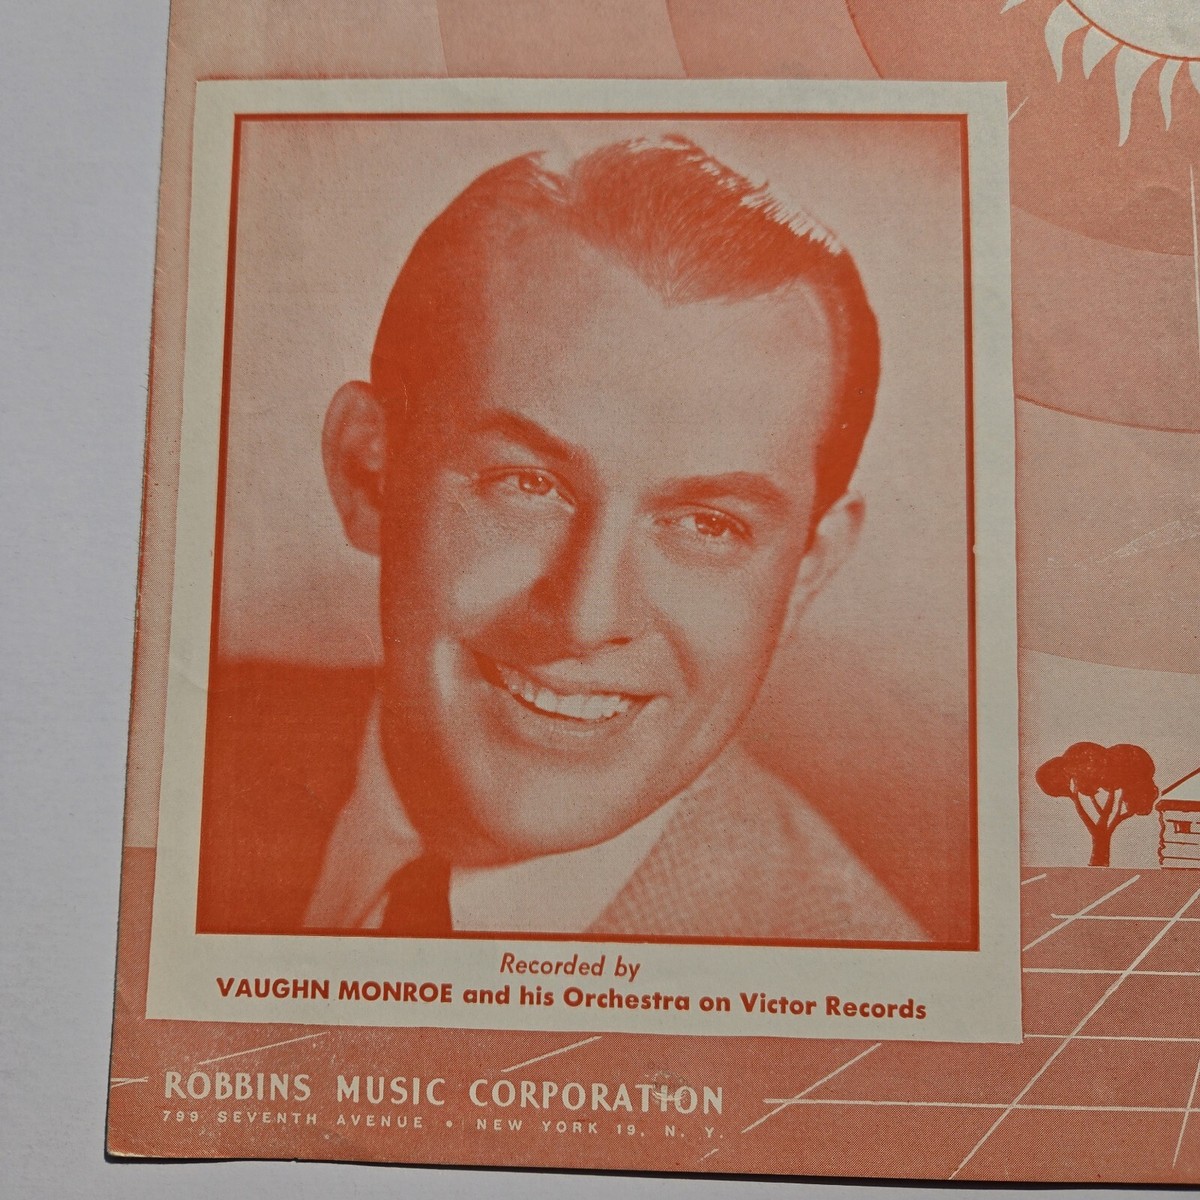 Recorded by
VAUGHN MONROE and his Orchestra on Victor Records
ROBBINS MUSIC CORPORATION
799 SEVENTH AVENUE • NEW YORK 19, N. Y.